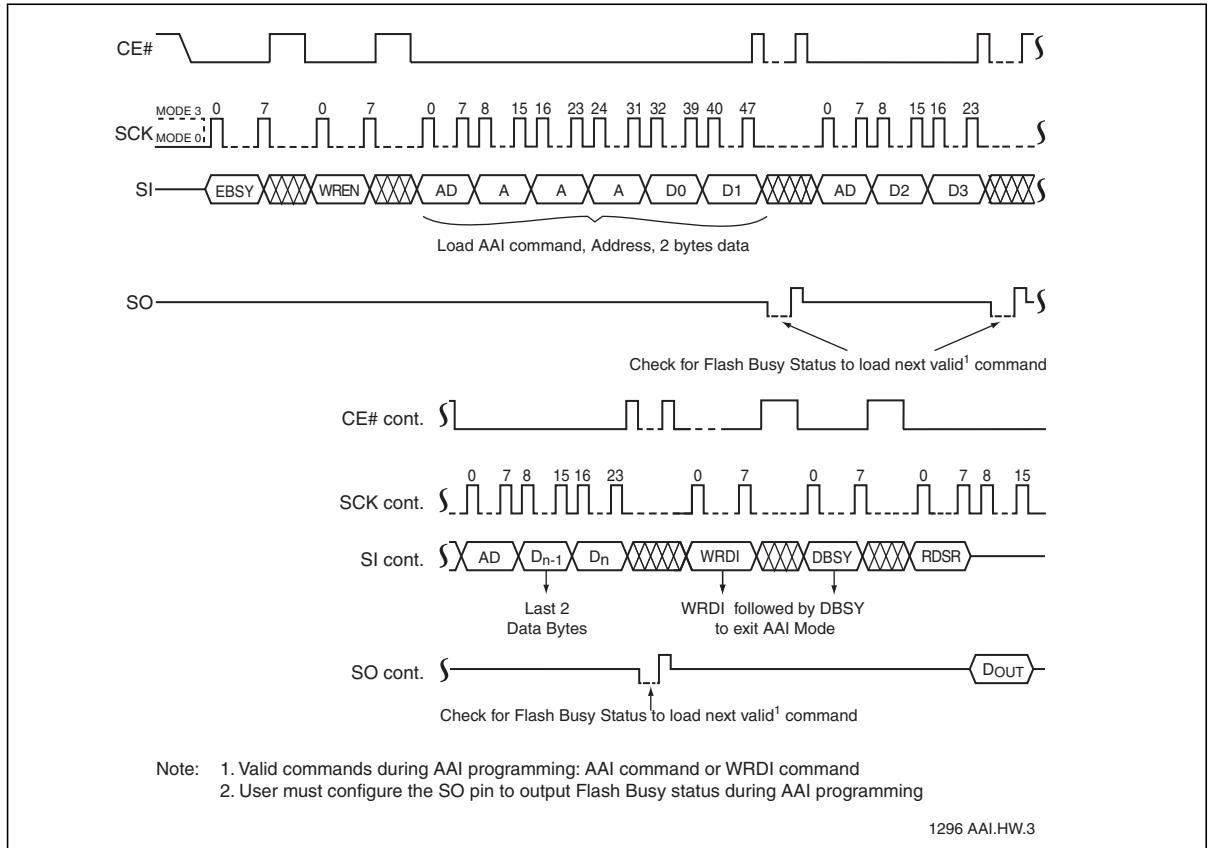 CE#
MODE 3
SCK
MODE 0
0 7 0 7 0 7 8 15 16 23 24 31 32 39 40 47 0 7 8 15 16 23
SI
EBSY WREN AD A A A D0 D1 AD D2 D3
Load AAI command, Address, 2 bytes data
SO
Check for Flash Busy Status to load next valid1 command
CE# cont.
0 7 8 15 16 23 0 7 0 7 0 7 8 15
SCK cont.
SI cont.
AD Dn-1 Dn WRDI DBSY RDSR
Last 2
Data Bytes
WRDI followed by DBSY
to exit AAI Mode
SO cont.
DOUT
Check for Flash Busy Status to load next valid1 command
Note: 1. Valid commands during AAI programming: AAI command or WRDI command
2. User must configure the SO pin to output Flash Busy status during AAI programming
1296 AAI.HW.3